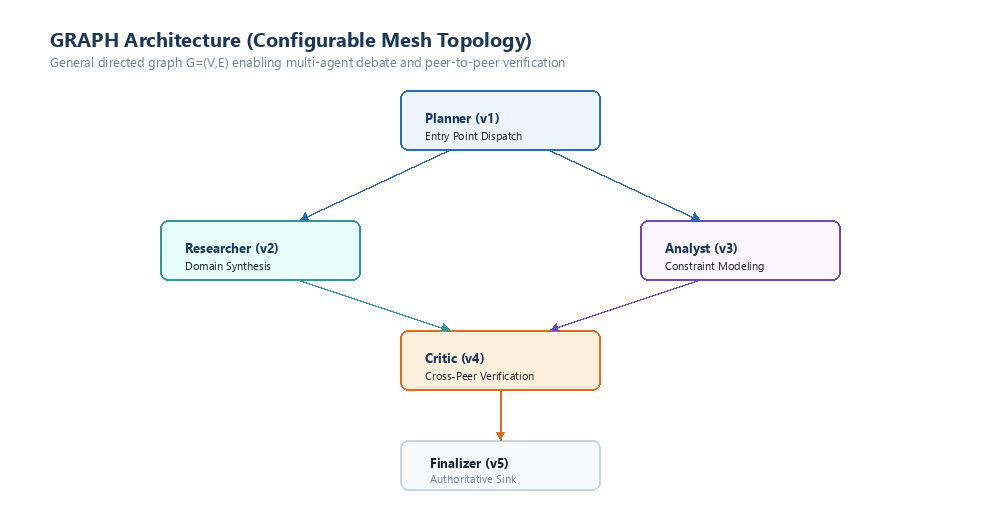 GRAPH Architecture (Configurable Mesh Topology)
General directed graph G=(V,E) enabling multi-agent debate and peer-to-peer verification
Planner (v1)
Entry Point Dispatch
Researcher (v2)
Domain Synthesis
Analyst (v3)
Constraint Modeling
Critic (v4)
Cross-Peer Verification
Finalizer (v5)
Authoritative Sink